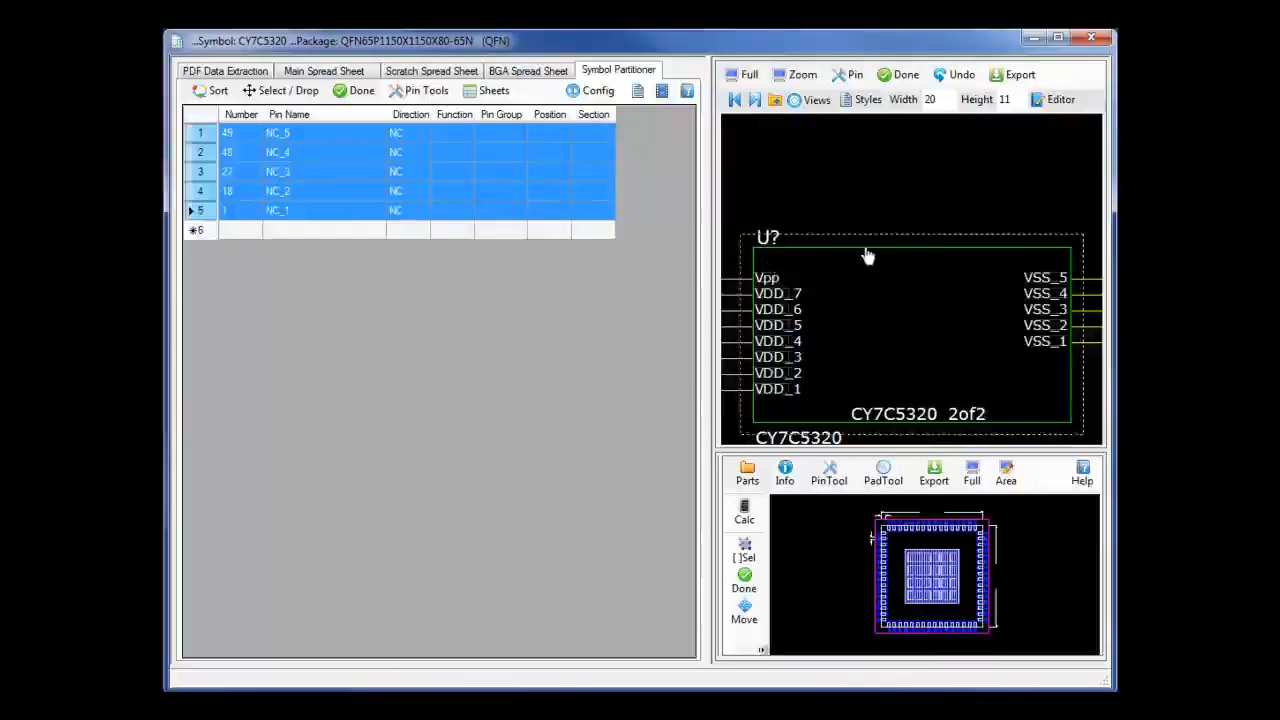 ...Symbol: CY7C5320 ...Package: QFN65P1150X1150X80-65N (QFN)
PDF Data Extraction Main Spread Sheet Scratch Spread Sheet BGA Spread Sheet Symbol Partitioner
Sort Select / Drop Done Pin Tools Sheets Config
Number Pin Name Direction Function Pin Group Position Section
1 49 NC_5 NC
2 48 NC_4 NC
3 27 NC_3 NC
4 18 NC_2 NC
5 1 NC_1 NC
6
Full Zoom Pin Done Undo Export
Views Styles Width 20 Height 11 Editor
U?
Vpp VSS_5
VDD_7 VSS_4
VDD_6 VSS_3
VDD_5 VSS_2
VDD_4 VSS_1
VDD_3
VDD_2
VDD_1
CY7C5320 2of2
CY7C5320
Parts Info PinTool PadTool Export Full Area Help
Calc
[ ]Sel
Done
Move